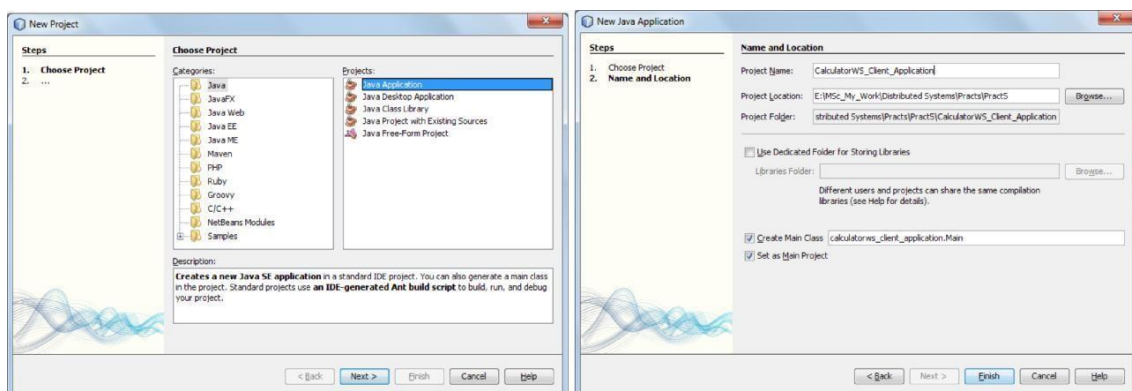 New Project
Steps
1. Choose Project
2. ...
Choose Project
Categories:
Java
JavaFX
Java Web
Java EE
Java ME
Maven
PHP
Ruby
Groovy
C/C++
NetBeans Modules
Samples
Projects:
Java Application
Java Desktop Application
Java Class Library
Java Project with Existing Sources
Java Free-Form Project
Description:
Creates a new Java SE application in a standard IDE project. You can also generate a main class
in the project. Standard projects use an IDE-generated Ant build script to build, run, and debug
your project.
< Back Next > Finish Cancel Help
New Java Application
Steps
1. Choose Project
2. Name and Location
Name and Location
Project Name: CalculatorWS_Client_Application
Project Location: E:\MSc_My_Work\Distributed Systems\Practs\Pract5 Browse...
Project Folder: stributed Systems\Practs\Pract5\CalculatorWS_Client_Application
Use Dedicated Folder for Storing Libraries
Libraries Folder: Browse...
Different users and projects can share the same compilation
libraries (see Help for details).
Create Main Class calculatorws_client_application.Main
Set as Main Project
< Back Next > Finish Cancel Help